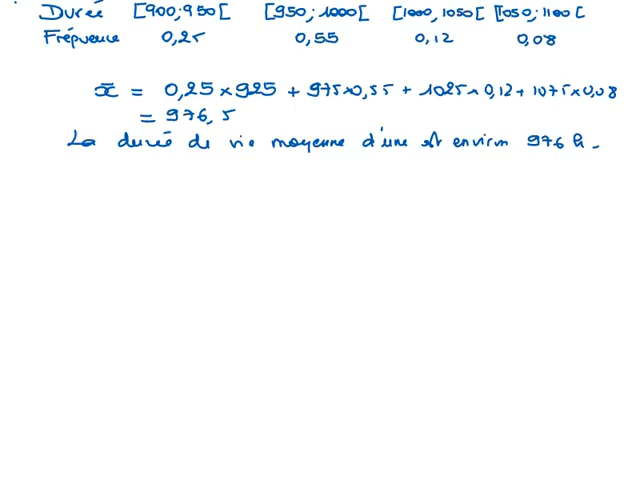 Durée [900;950[ [950;1000[ [1000,1050[ [1050;1100[
Fréquence 0,25 0,55 0,12 0,08
x̄ = 0,25×925 + 975×0,55 + 1025×0,12 + 1075×0,08
= 976,5
La durée de vie moyenne d'une est environ 976 h.